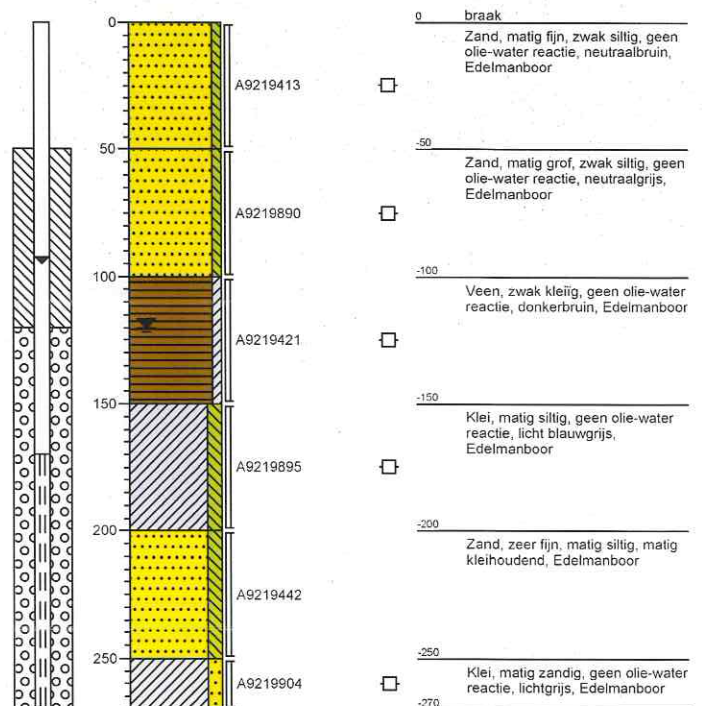 0
0 braak
Zand, matig fijn, zwak siltig, geen
olie-water reactie, neutraalbruin,
Edelmanboor
A9219413
50
-50
Zand, matig grof, zwak siltig, geen
olie-water reactie, neutraalgrijs,
Edelmanboor
A9219890
100
-100
Veen, zwak kleiïg, geen olie-water
reactie, donkerbruin, Edelmanboor
A9219421
150
-150
Klei, matig siltig, geen olie-water
reactie, licht blauwgrijs,
Edelmanboor
A9219895
200
-200
Zand, zeer fijn, matig siltig, matig
kleihoudend, Edelmanboor
A9219442
250
-250
Klei, matig zandig, geen olie-water
reactie, lichtgrijs, Edelmanboor
A9219904
-270